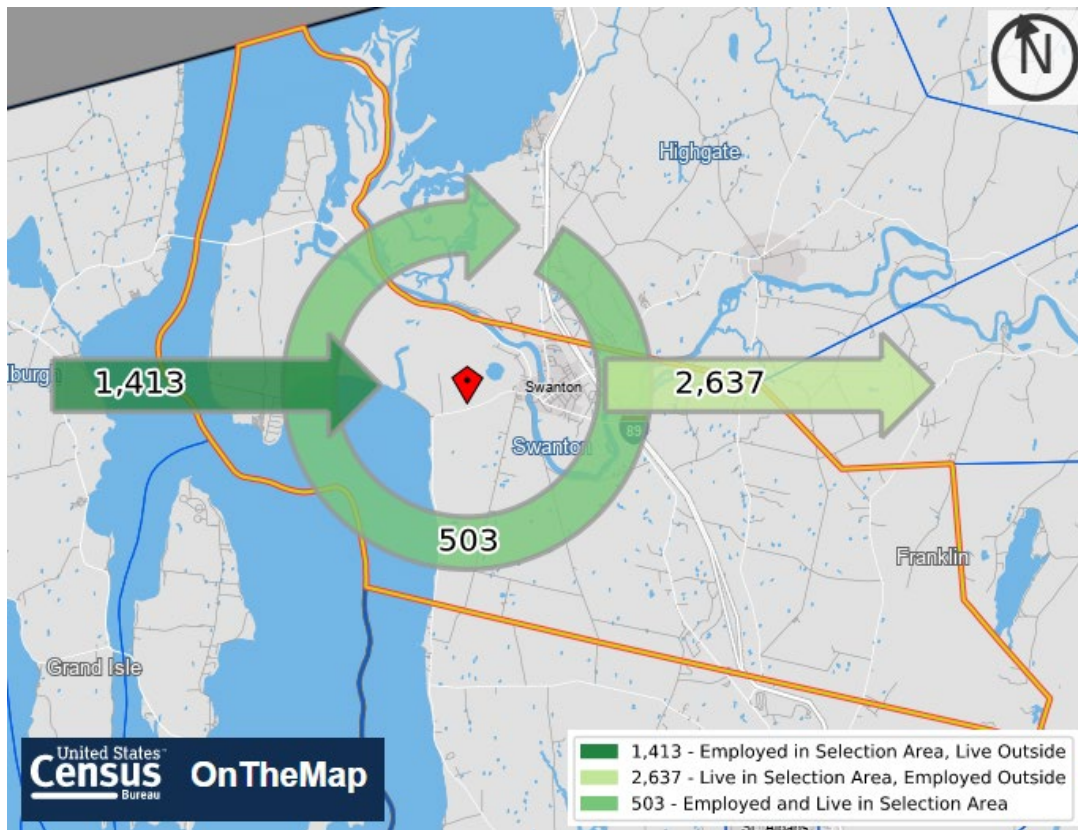 N
Highgate
1,413
2,637
Swanton
Swanton
89
503
Franklin
Grand Isle
United States™
Census
Bureau
OnTheMap
1,413 - Employed in Selection Area, Live Outside
2,637 - Live in Selection Area, Employed Outside
503 - Employed and Live in Selection Area